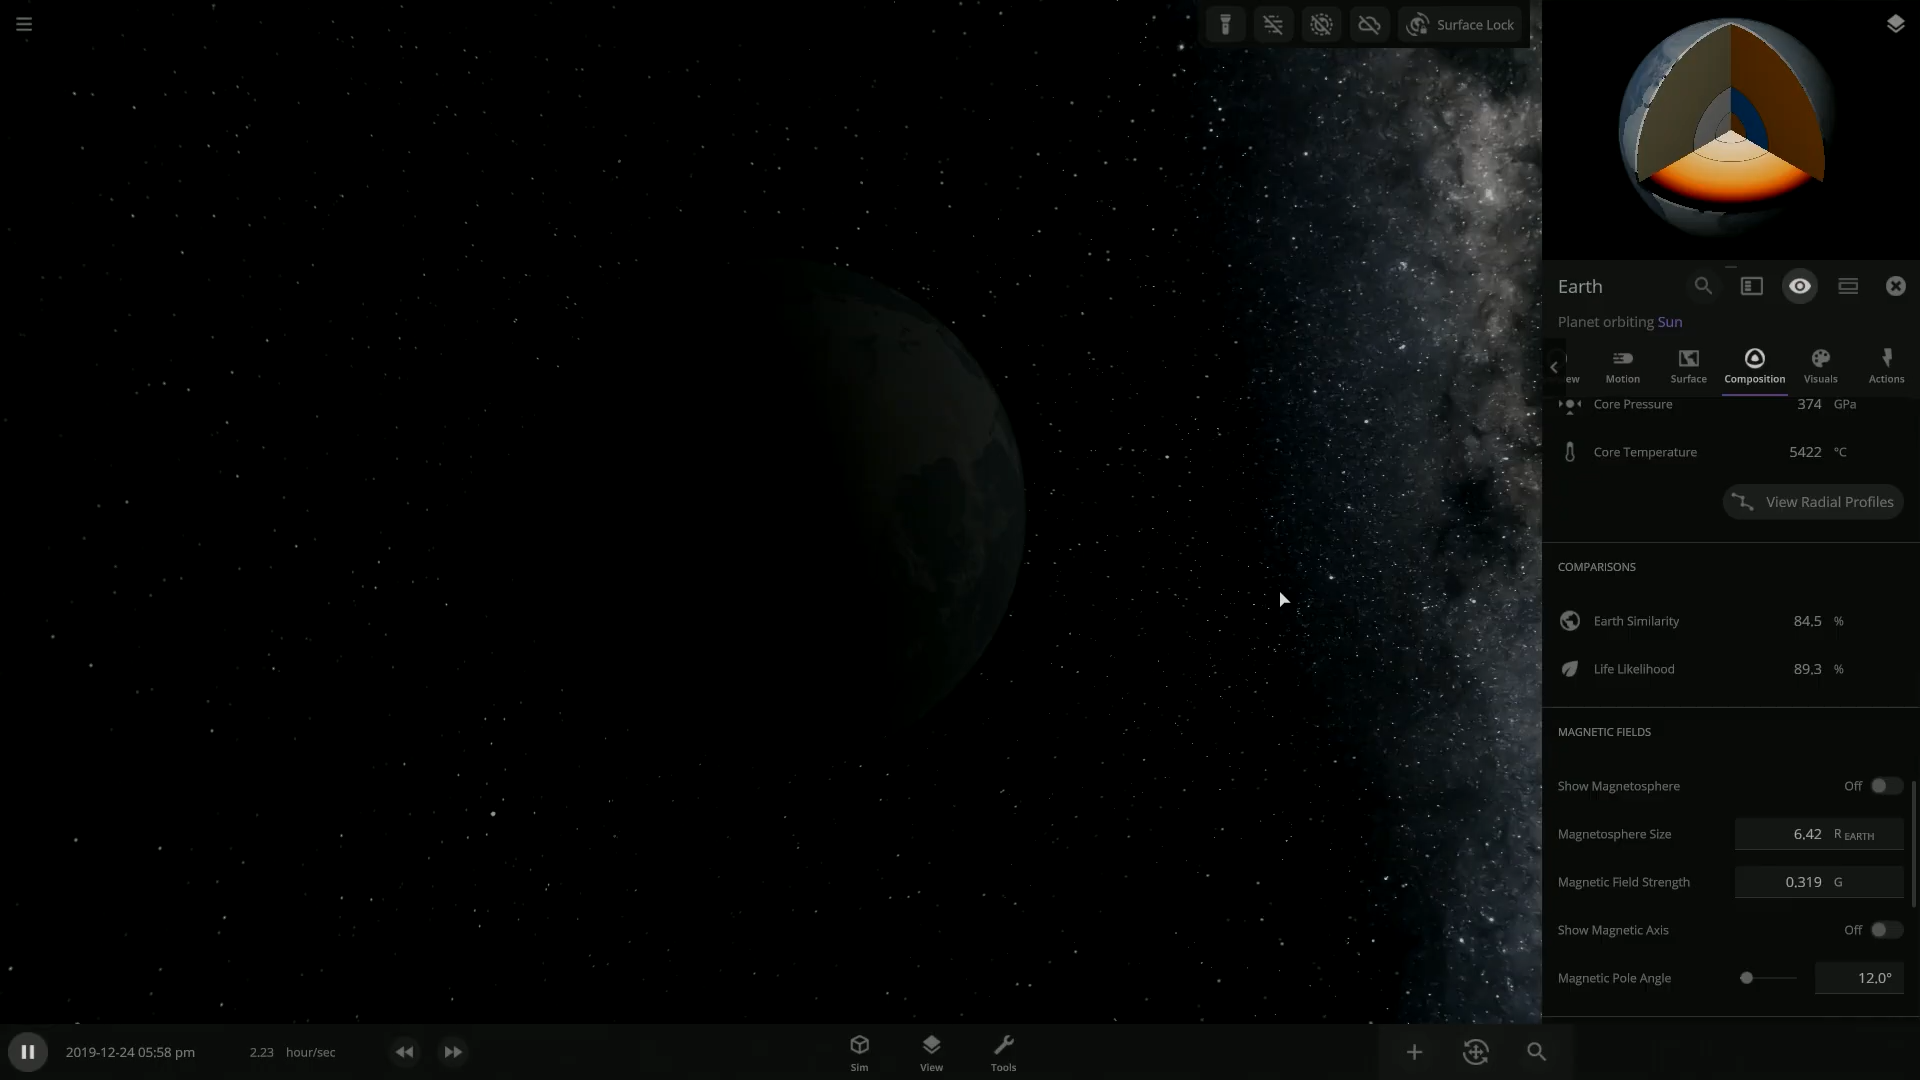 Surface Lock
Earth
Planet orbiting Sun
ew
Motion
Surface
Composition
Visuals
Actions
Core Pressure 374 GPa
Core Temperature 5422 °C
View Radial Profiles
COMPARISONS
Earth Similarity 84.5 %
Life Likelihood 89.3 %
MAGNETIC FIELDS
Show Magnetosphere Off
Magnetosphere Size 6.42 R EARTH
Magnetic Field Strength 0.319 G
Show Magnetic Axis Off
Magnetic Pole Angle 12.0°
2019-12-24 05:58 pm 2.23 hour/sec
Sim
View
Tools